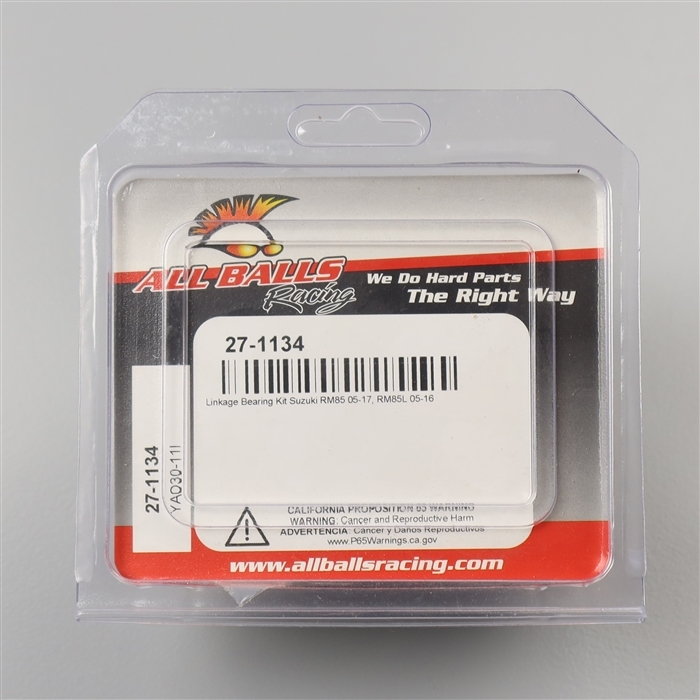 ALL BALLS
Racing
We Do Hard Parts
The Right Way
27-1134
Linkage Bearing Kit Suzuki RM85 05-17, RM85L 05-16
27-1134
YAO30-11I
CALIFORNIA PROPOSITION 65 WARNING
WARNING: Cancer and Reproductive Harm
ADVERTENCIA: Cáncer y Daños Reproductivos
www.P65Warnings.ca.gov
www.allballsracing.com